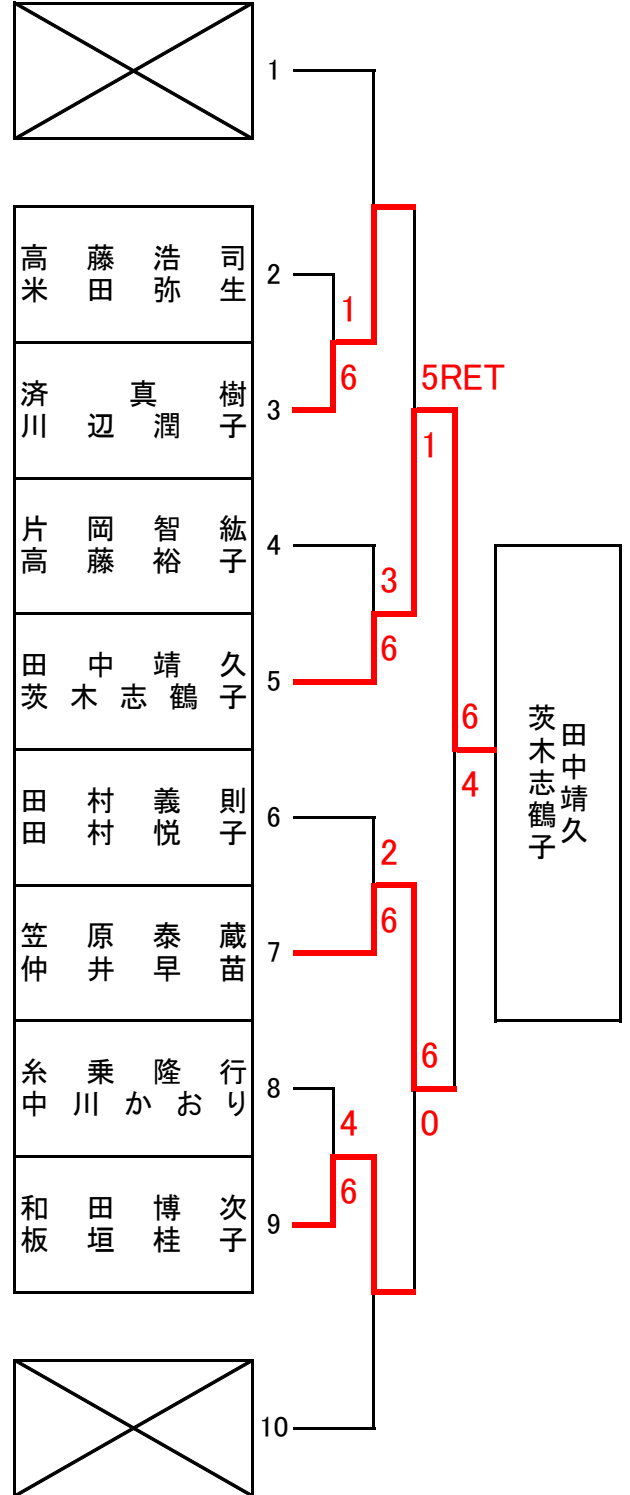 1
高藤浩司
米田弥生
2
1
6
済真樹
川辺潤子
3
5RET
1
片岡智紘
高藤裕子
4
3
6
田中靖久
茨木志鶴子
5
6
4
田中靖久
茨木志鶴子
田村義則
田村悦子
6
2
6
笠原泰蔵
仲井早苗
7
6
0
糸乗隆行
中川かおり
8
4
6
和田博次
板垣桂子
9
10